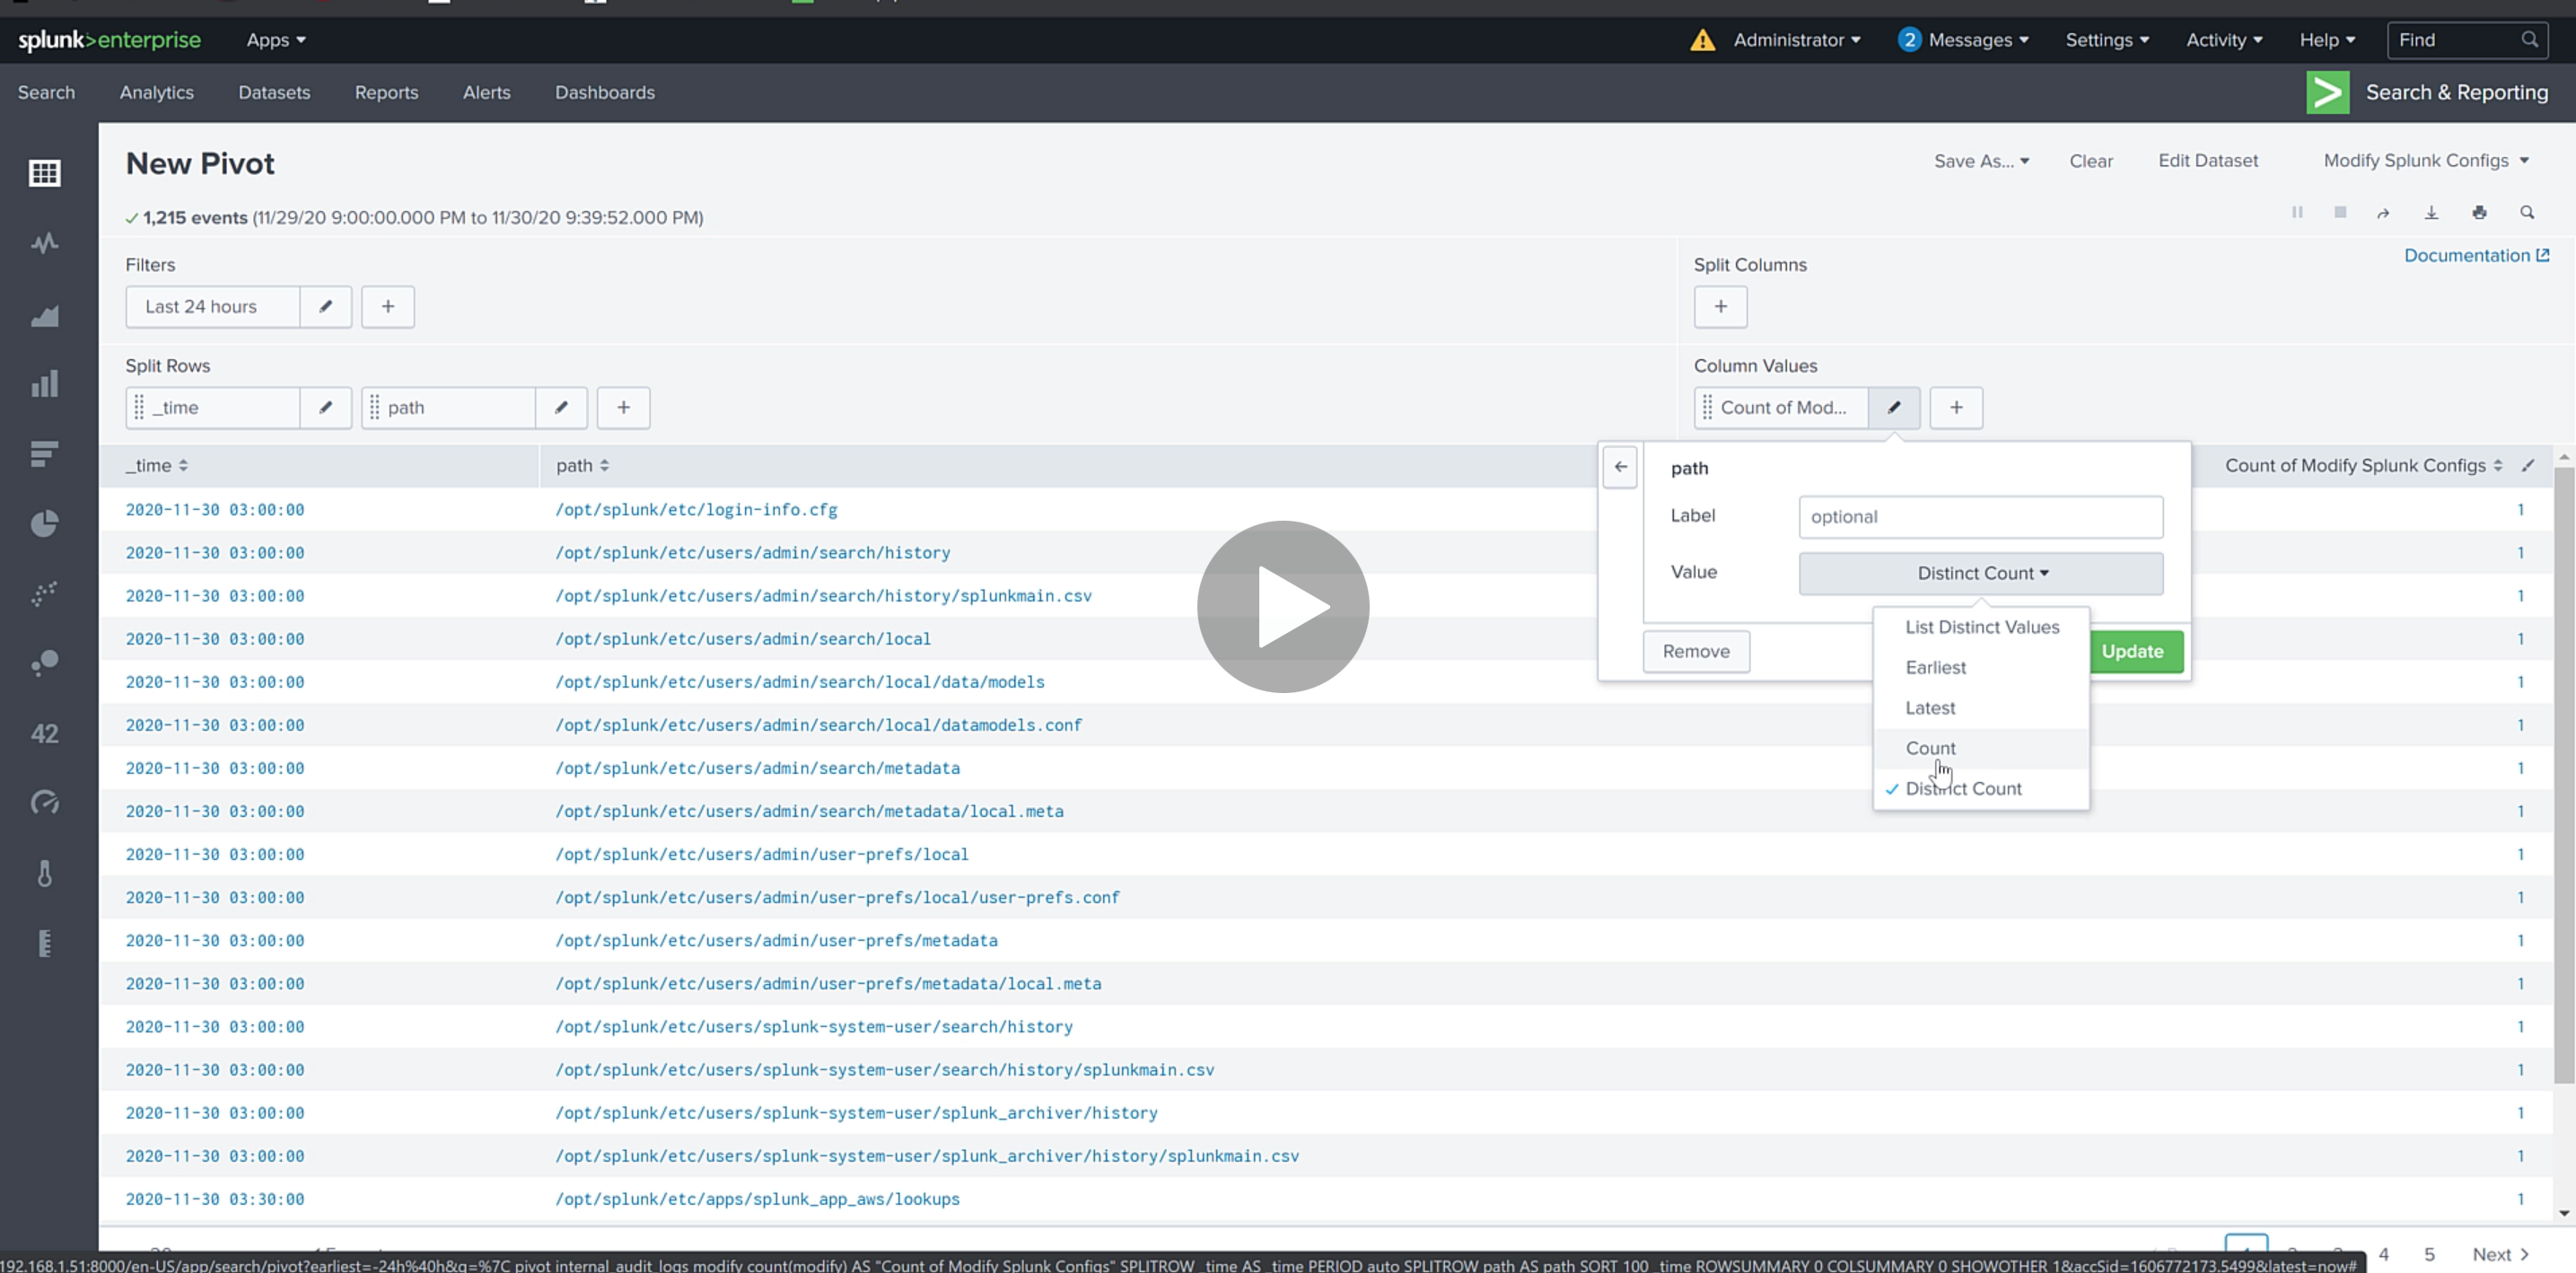 splunk>enterprise Apps Administrator 2 Messages Settings Activity Help Find
Search Analytics Datasets Reports Alerts Dashboards Search & Reporting
New Pivot Save As... Clear Edit Dataset Modify Splunk Configs
1,215 events (11/29/20 9:00:00.000 PM to 11/30/20 9:39:52.000 PM)
Documentation
Filters Split Columns
Last 24 hours + +
Split Rows Column Values
_time path + Count of Mod... +
_time path Count of Modify Splunk Configs
path
Label optional
Value Distinct Count
List Distinct Values
Earliest
Latest
Count
Distinct Count
Remove Update
2020-11-30 03:00:00 /opt/splunk/etc/login-info.cfg 1
2020-11-30 03:00:00 /opt/splunk/etc/users/admin/search/history 1
2020-11-30 03:00:00 /opt/splunk/etc/users/admin/search/history/splunkmain.csv 1
2020-11-30 03:00:00 /opt/splunk/etc/users/admin/search/local 1
2020-11-30 03:00:00 /opt/splunk/etc/users/admin/search/local/data/models 1
2020-11-30 03:00:00 /opt/splunk/etc/users/admin/search/local/datamodels.conf 1
2020-11-30 03:00:00 /opt/splunk/etc/users/admin/search/metadata 1
2020-11-30 03:00:00 /opt/splunk/etc/users/admin/search/metadata/local.meta 1
2020-11-30 03:00:00 /opt/splunk/etc/users/admin/user-prefs/local 1
2020-11-30 03:00:00 /opt/splunk/etc/users/admin/user-prefs/local/user-prefs.conf 1
2020-11-30 03:00:00 /opt/splunk/etc/users/admin/user-prefs/metadata 1
2020-11-30 03:00:00 /opt/splunk/etc/users/admin/user-prefs/metadata/local.meta 1
2020-11-30 03:00:00 /opt/splunk/etc/users/splunk-system-user/search/history 1
2020-11-30 03:00:00 /opt/splunk/etc/users/splunk-system-user/search/history/splunkmain.csv 1
2020-11-30 03:00:00 /opt/splunk/etc/users/splunk-system-user/splunk_archiver/history 1
2020-11-30 03:00:00 /opt/splunk/etc/users/splunk-system-user/splunk_archiver/history/splunkmain.csv 1
2020-11-30 03:30:00 /opt/splunk/etc/apps/splunk_app_aws/lookups 1
42
4 5 Next >
192.168.1.51:8000/en-US/app/search/pivot?earliest=-24h%40h&q=%7C pivot internal_audit_logs modify count(modify) AS "Count of Modify Splunk Configs" SPLITROW _time AS _time PERIOD auto SPLITROW path AS path SORT 100 _time ROWSUMMARY 0 COLSUMMARY 0 SHOWOTHER 1&accSid=1606772173.5499&latest=now#